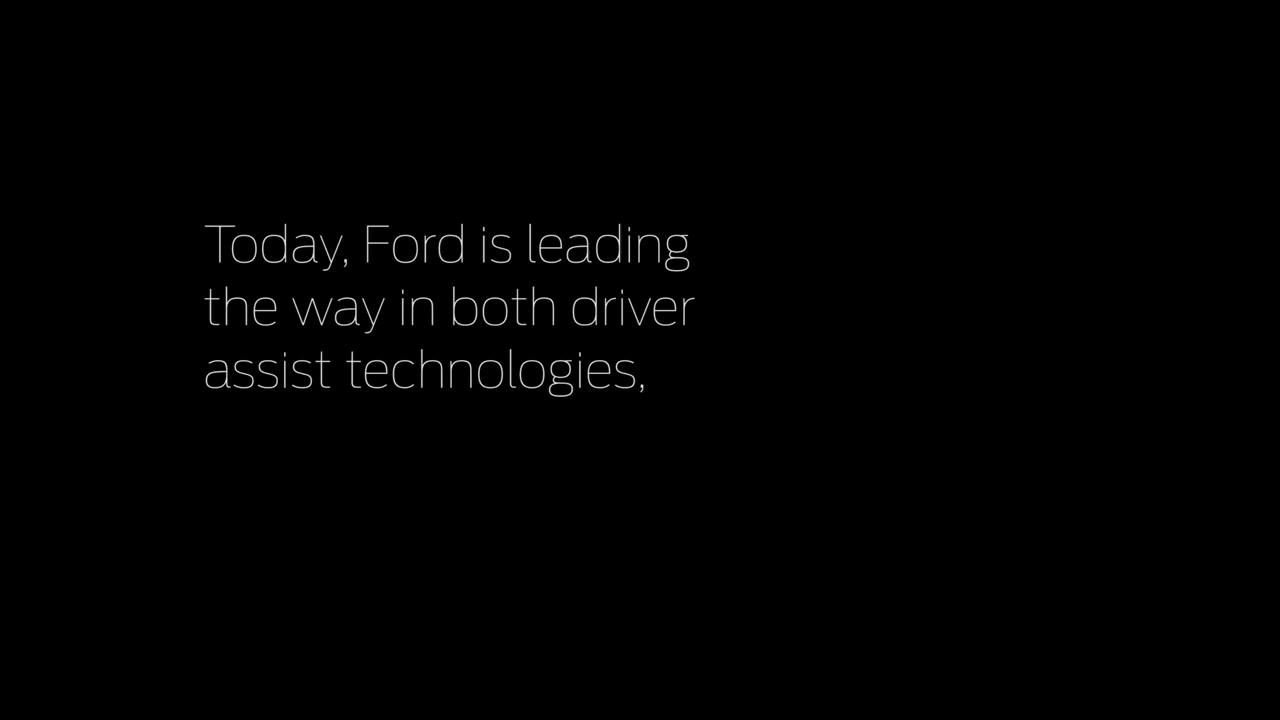 Today, Ford is leading
the way in both driver
assist technologies,